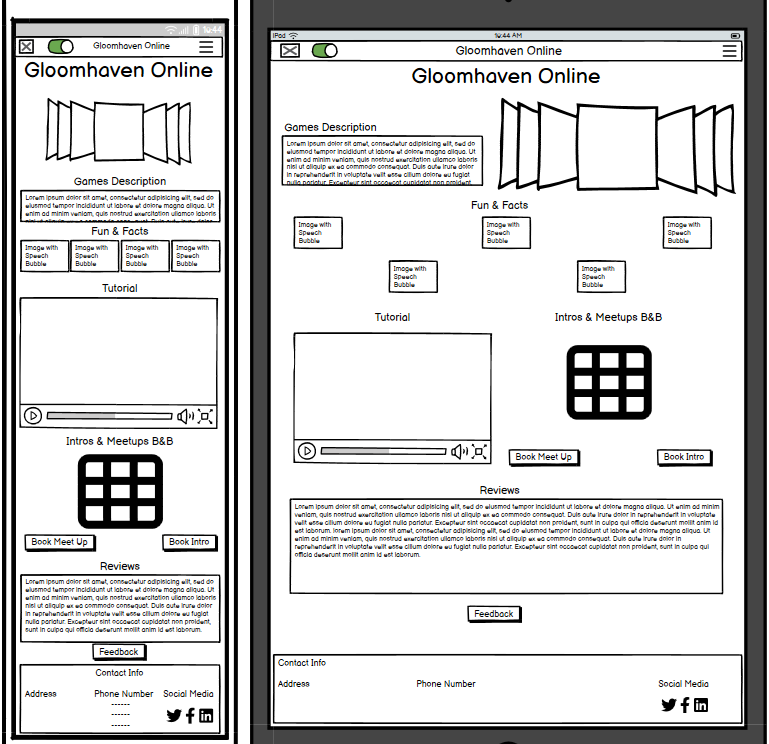 10:44
Gloomhaven Online
Gloomhaven Online
Games Description
Lorem ipsum dolor sit amet, consectetur adipisicing elit, sed do
eiusmod tempor incididunt ut labore et dolore magna aliqua. Ut
enim ad minim veniam, quis nostrud exercitation ullamco laboris
nisi ut aliquip ex ea commodo consequat. Duis aute irure dolor
Fun & Facts
Image with
Speech
Bubble
Image with
Speech
Bubble
Image with
Speech
Bubble
Image with
Speech
Bubble
Tutorial
Intros & Meetups B&B
Book Meet Up
Book Intro
Reviews
Lorem ipsum dolor sit amet, consectetur adipisicing elit, sed do
eiusmod tempor incididunt ut labore et dolore magna aliqua. Ut
enim ad minim veniam, quis nostrud exercitation ullamco laboris
nisi ut aliquip ex ea commodo consequat. Duis aute irure dolor
in reprehenderit in voluptate velit esse cillum dolore eu fugiat
nulla pariatur. Excepteur sint occaecat cupidatat non proident,
sunt in culpa qui officia deserunt mollit anim id est laborum.
Feedback
Contact Info
Address
Phone Number
------
------
------
Social Media
iPod
10:44 AM
Gloomhaven Online
Gloomhaven Online
Games Description
Lorem ipsum dolor sit amet, consectetur adipisicing elit, sed do
eiusmod tempor incididunt ut labore et dolore magna aliqua. Ut
enim ad minim veniam, quis nostrud exercitation ullamco laboris
nisi ut aliquip ex ea commodo consequat. Duis aute irure dolor
in reprehenderit in voluptate velit esse cillum dolore eu fugiat
nulla pariatur. Excepteur sint occaecat cupidatat non proident,
Fun & Facts
Image with
Speech
Bubble
Image with
Speech
Bubble
Image with
Speech
Bubble
Image with
Speech
Bubble
Image with
Speech
Bubble
Tutorial
Intros & Meetups B&B
Book Meet Up
Book Intro
Reviews
Lorem ipsum dolor sit amet, consectetur adipisicing elit, sed do eiusmod tempor incididunt ut labore et dolore magna aliqua. Ut enim ad minim
veniam, quis nostrud exercitation ullamco laboris nisi ut aliquip ex ea commodo consequat. Duis aute irure dolor in reprehenderit in voluptate
velit esse cillum dolore eu fugiat nulla pariatur. Excepteur sint occaecat cupidatat non proident, sunt in culpa qui officia deserunt mollit anim id
est laborum. Lorem ipsum dolor sit amet, consectetur adipisicing elit, sed do eiusmod tempor incididunt ut labore et dolore magna aliqua. Ut
enim ad minim veniam, quis nostrud exercitation ullamco laboris nisi ut aliquip ex ea commodo consequat. Duis aute irure dolor in
reprehenderit in voluptate velit esse cillum dolore eu fugiat nulla pariatur. Excepteur sint occaecat cupidatat non proident, sunt in culpa qui
officia deserunt mollit anim id est laborum.
Feedback
Contact Info
Address
Phone Number
Social Media